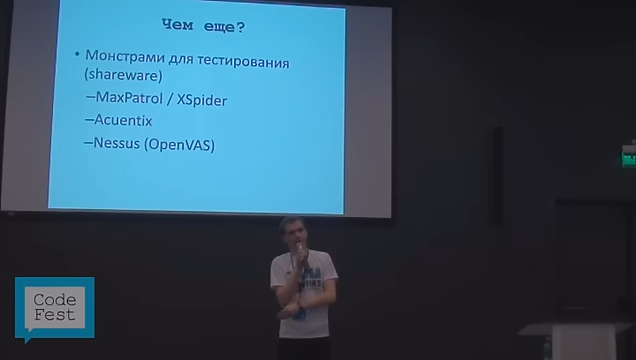 Чем еще?
• Монстрами для тестирования
(shareware)
–MaxPatrol / XSpider
–Acuentix
–Nessus (OpenVAS)
Code
Fest